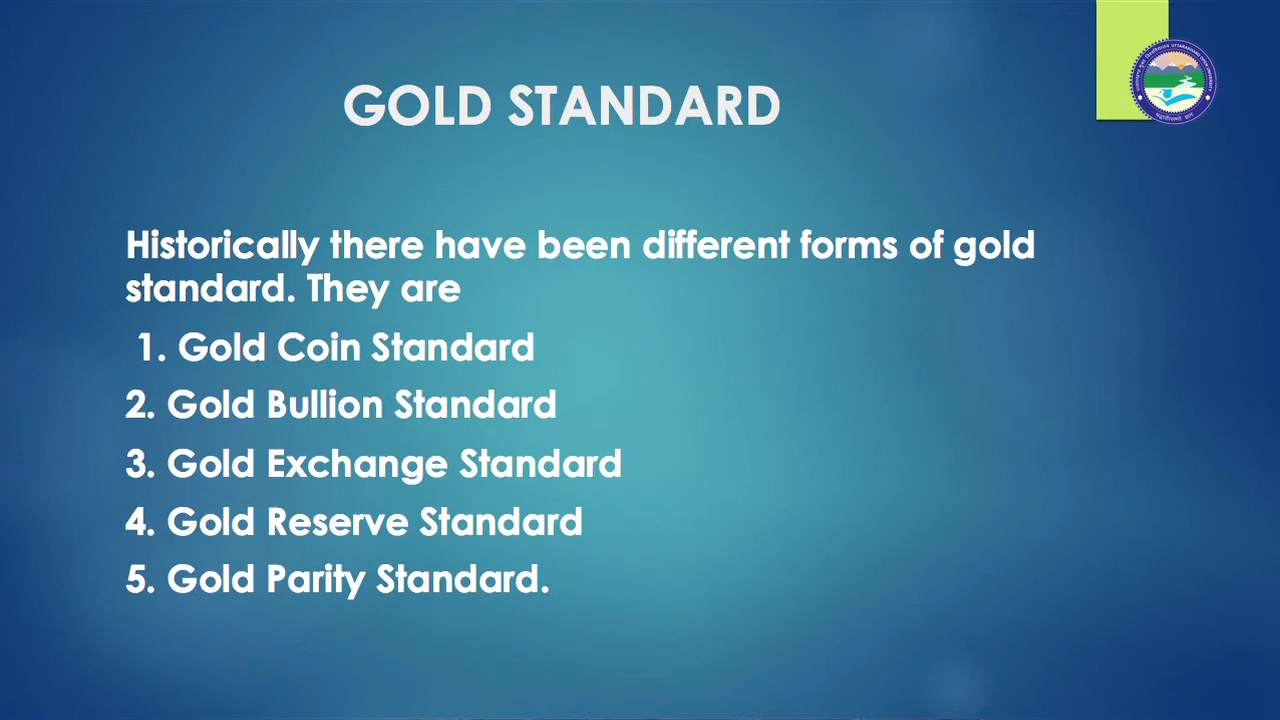 GOLD STANDARD
Historically there have been different forms of gold
standard. They are
1. Gold Coin Standard
2. Gold Bullion Standard
3. Gold Exchange Standard
4. Gold Reserve Standard
5. Gold Parity Standard.